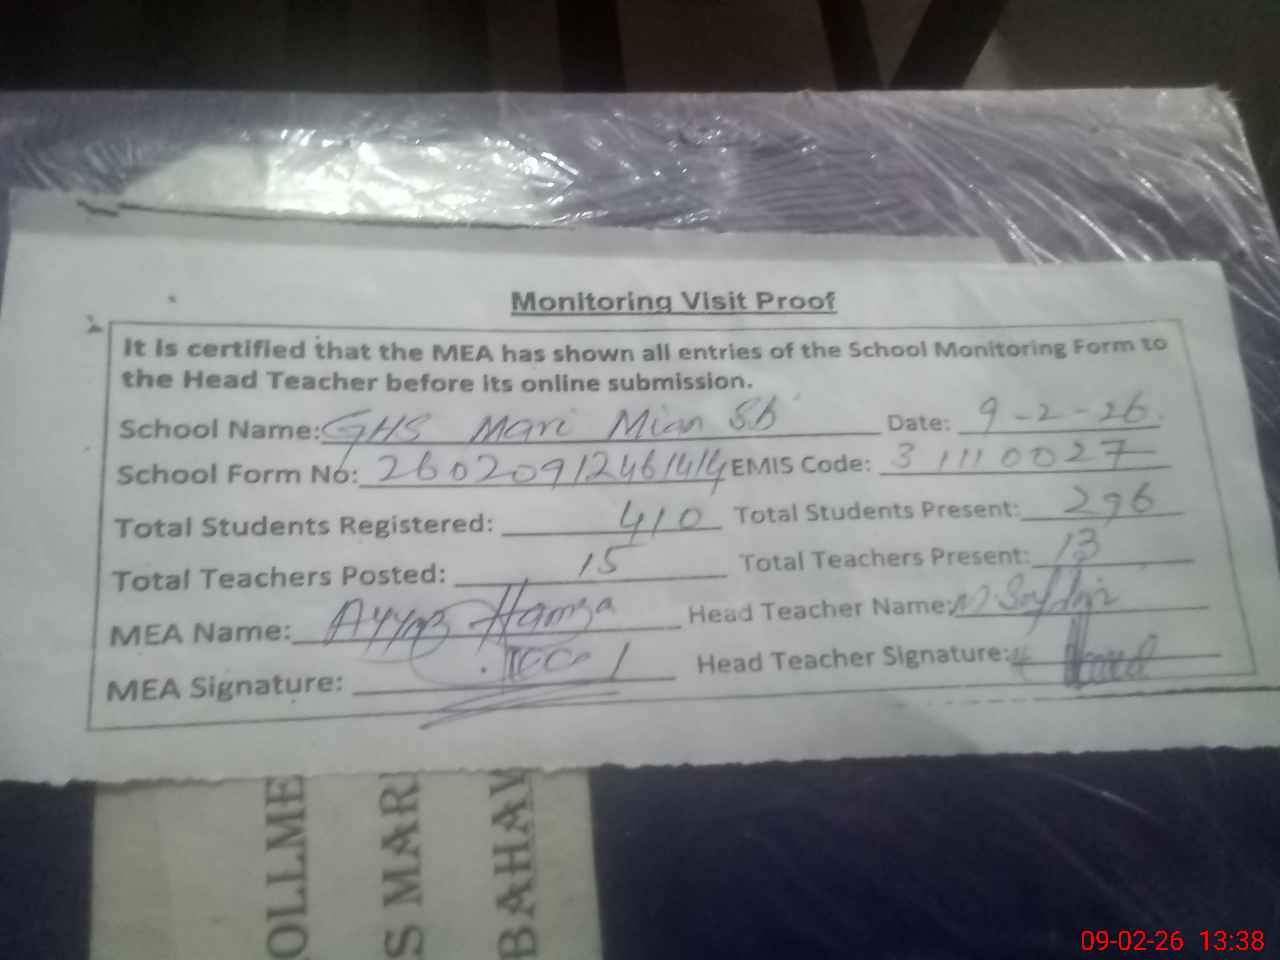 Monitoring Visit Proof
It is certified that the MEA has shown all entries of the School Monitoring Form to
the Head Teacher before its online submission.
School Name: GHS Mari Mian Sb Date: 9-2-26.
School Form No: 26020912461414 EMIS Code: 31110027
Total Students Registered: 410 Total Students Present: 296
Total Teachers Posted: 15 Total Teachers Present: 13
MEA Name: Ayyaz Hamza Head Teacher Name:
MEA Signature: Head Teacher Signature:
OLLME
S MAR
BAHAW
09-02-26 13:38